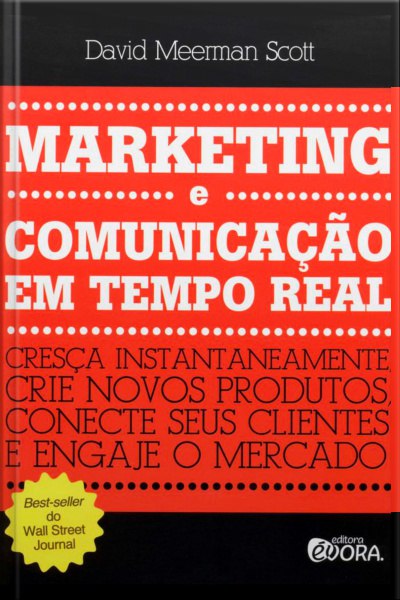 David Meerman Scott
MARKETING
e
COMUNICAÇÃO
EM TEMPO REAL
CRESÇA INSTANTANEAMENTE,
CRIE NOVOS PRODUTOS,
CONECTE SEUS CLIENTES
E ENGAJE O MERCADO
Best-seller
do
Wall Street
Journal
editora
ÉVORA.